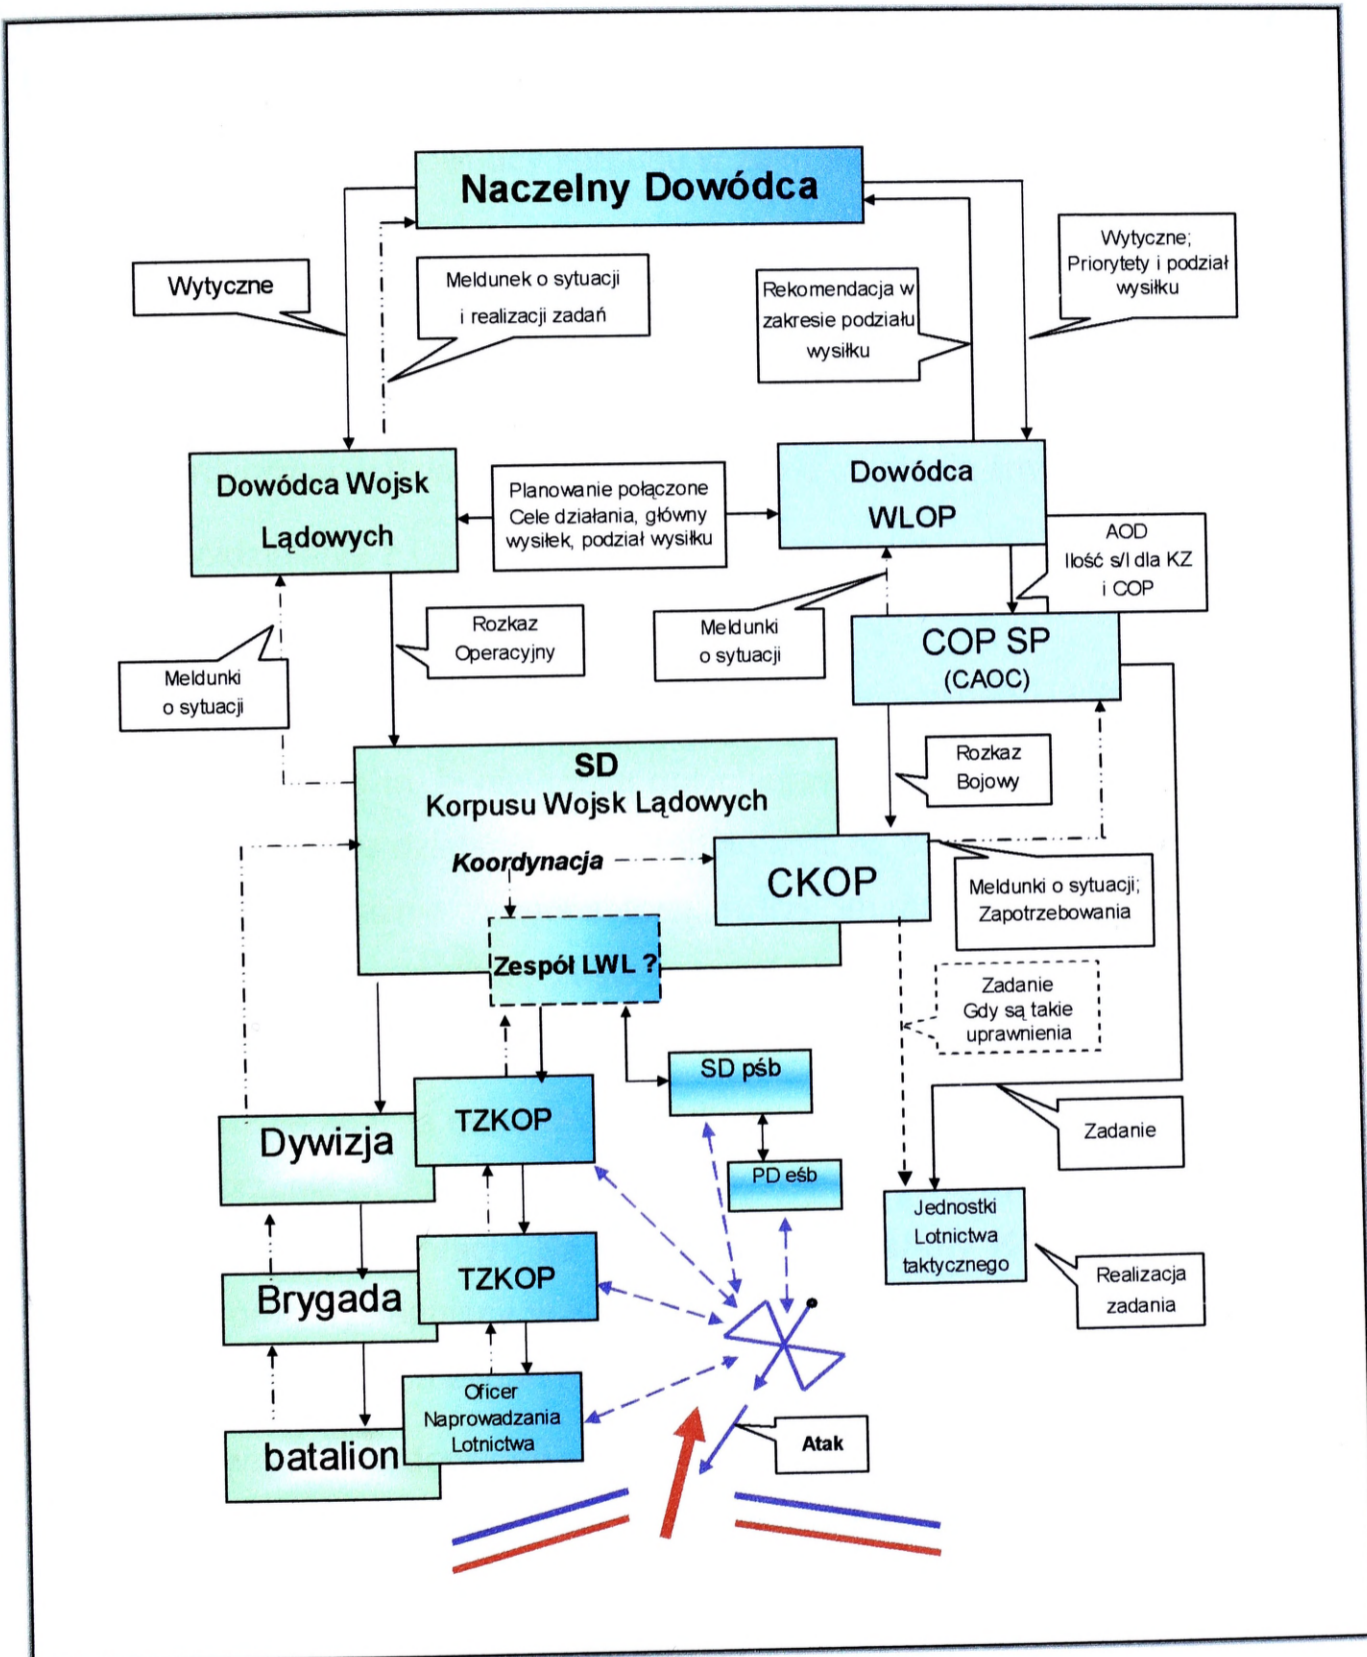 Naczelny Dowódca
Wytyczne
Meldunek o sytuacji
i realizacji zadań
Rekomendacja w
zakresie podziału
wysiłku
Wytyczne;
Priorytety i podział
wysiłku
Dowódca Wojsk
Lądowych
Planowanie połączone
Cele działania, główny
wysiłek, podział wysiłku
Dowódca
WLOP
AOD
Ilość s/l dla KZ
i COP
Meldunki
o sytuacji
Rozkaz
Operacyjny
Meldunki
o sytuacji
COP SP
(CAOC)
SD
Korpusu Wojsk Lądowych
Rozkaz
Bojowy
Koordynacja
CKOP
Meldunki o sytuacji;
Zapotrzebowania
Zespół LWL ?
Zadanie
Gdy są takie
uprawnienia
SD pśb
TZKOP
Dywizja
Zadanie
PD eśb
Jednostki
Lotnictwa
taktycznego
TZKOP
Brygada
Realizacja
zadania
Oficer
Naprowadzania
Lotnictwa
batalion
Atak